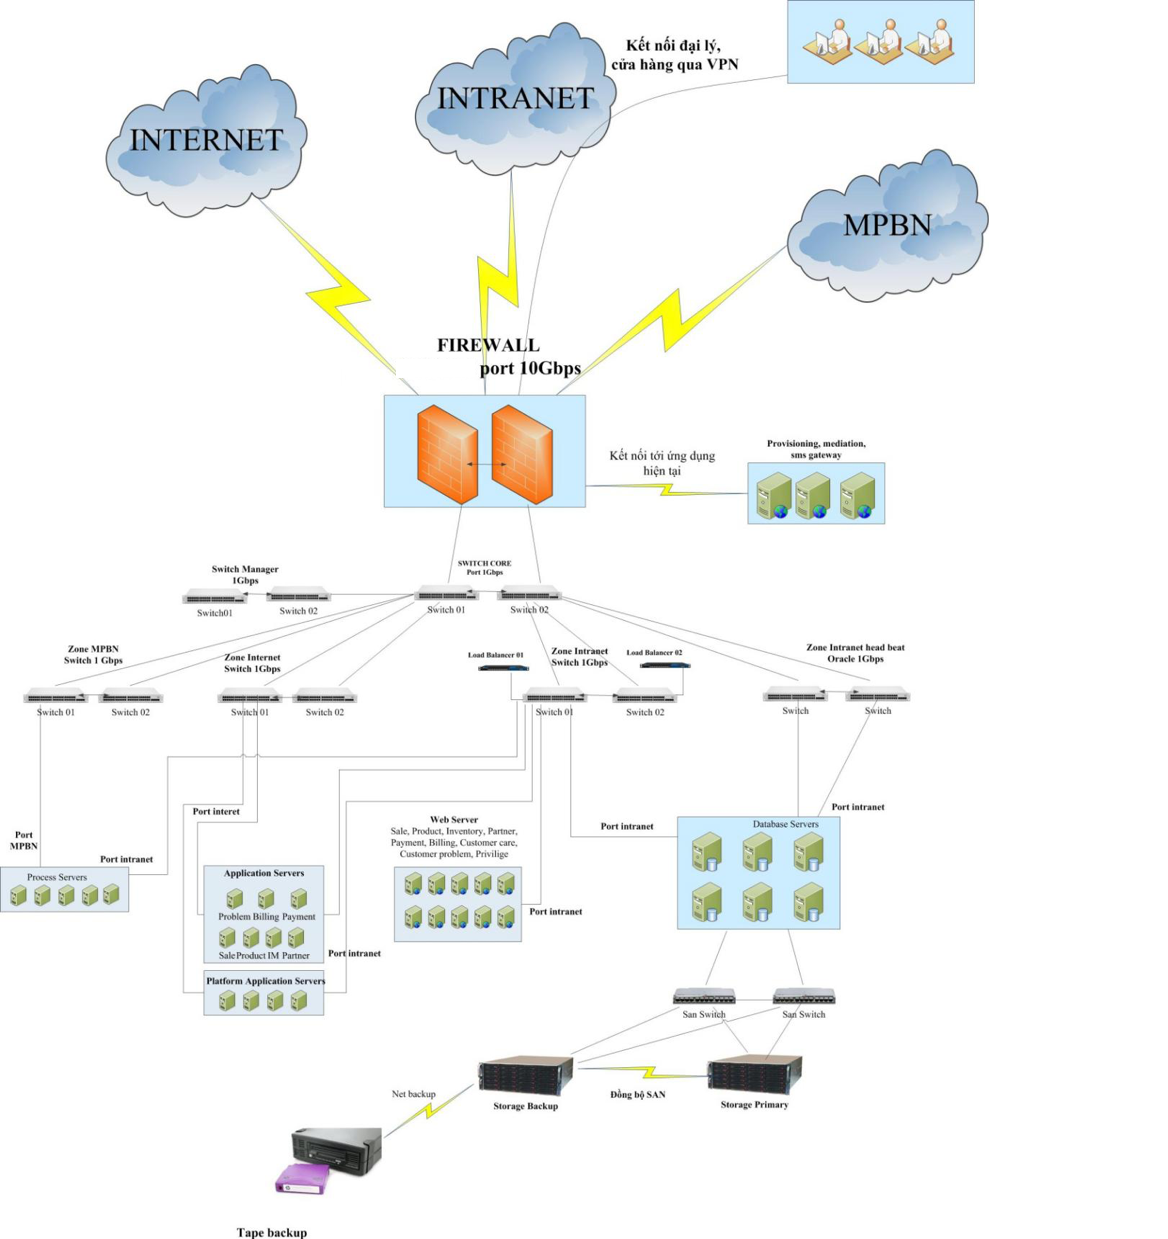 Kết nối đại lý,
cửa hàng qua VPN
INTRANET
INTERNET
MPBN
FIREWALL
port 10Gbps
Kết nối tới ứng dụng
hiện tại
Provisioning, mediation,
sms gateway
SWITCH CORE
Port 1Gbps
Switch Manager
1Gbps
Switch01
Switch 02
Switch 01
Switch 02
Zone MPBN
Switch 1 Gbps
Zone Internet
Switch 1Gbps
Load Balancer 01
Zone Intranet
Switch 1Gbps
Load Balancer 02
Zone Intranet head beat
Oracle 1Gbps
Switch 01
Switch 02
Switch 01
Switch 02
Switch 01
Switch 02
Switch
Switch
Port interet
Port intranet
Port
MPBN
Port intranet
Web Server
Sale, Product, Inventory, Partner,
Payment, Billing, Customer care,
Customer problem, Privilige
Port intranet
Database Servers
Process Servers
Application Servers
Problem Billing Payment
Sale Product IM Partner
Port intranet
Port intranet
Platform Application Servers
San Switch
San Switch
Storage Backup
Đồng bộ SAN
Storage Primary
Net backup
Tape backup